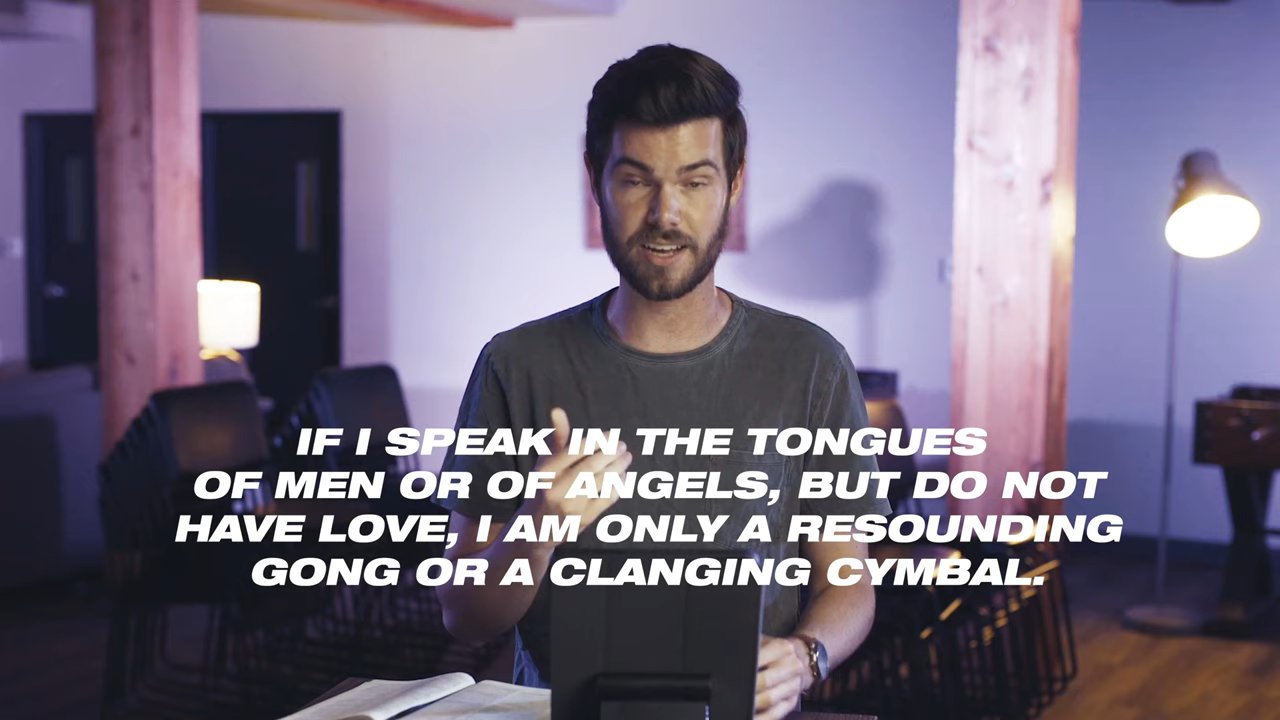 IF I SPEAK IN THE TONGUES
OF MEN OR OF ANGELS, BUT DO NOT
HAVE LOVE, I AM ONLY A RESOUNDING
GONG OR A CLANGING CYMBAL.